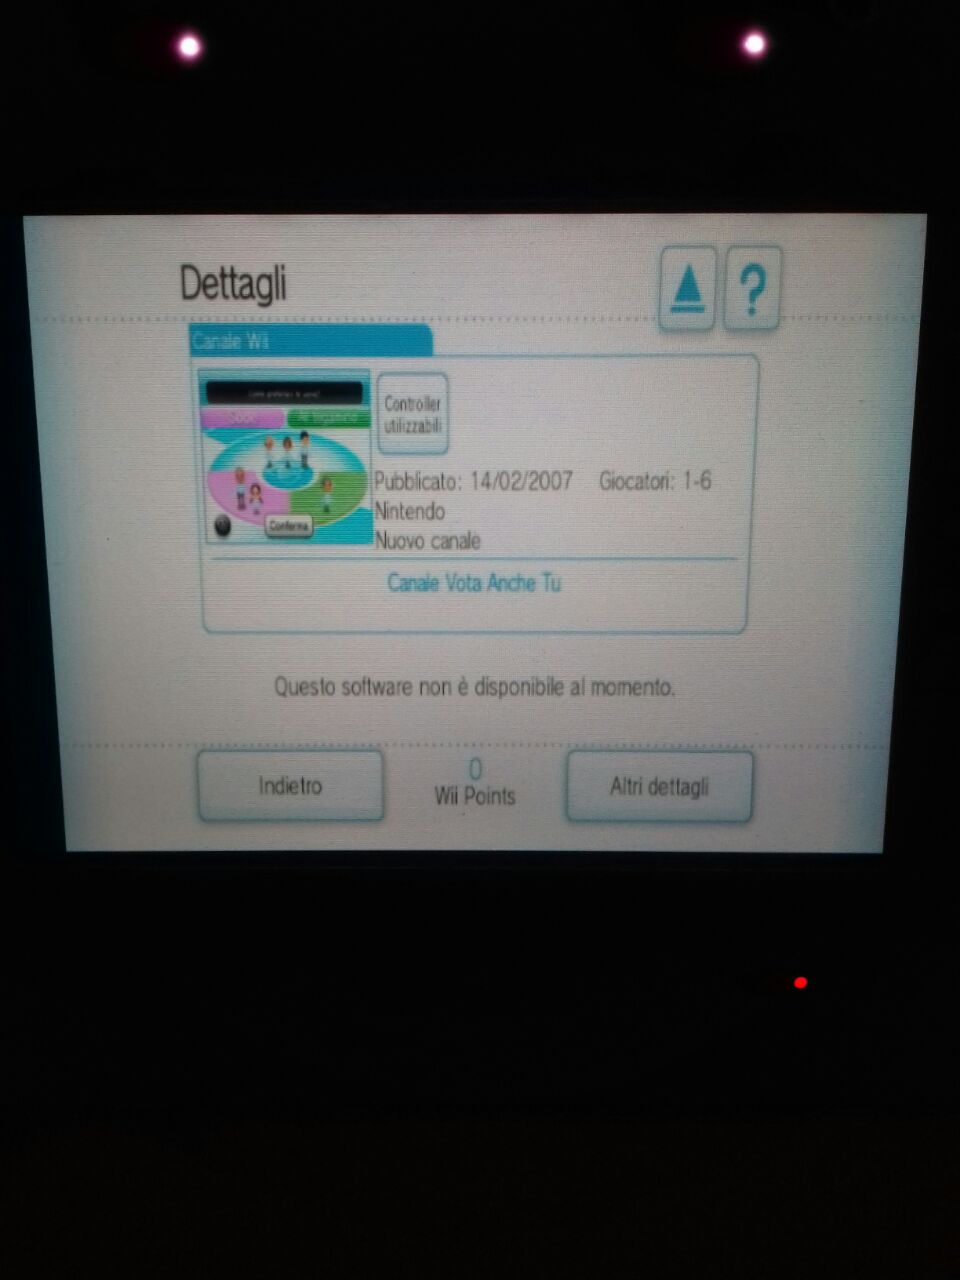 Dettagli
?
Canale Wii
Controller
utilizzabili
Pubblicato: 14/02/2007 Giocatori: 1-6
Nintendo
Nuovo canale
Conferma
Canale Vota Anche Tu
Questo software non è disponibile al momento.
Indietro
0
Wii Points
Altri dettagli